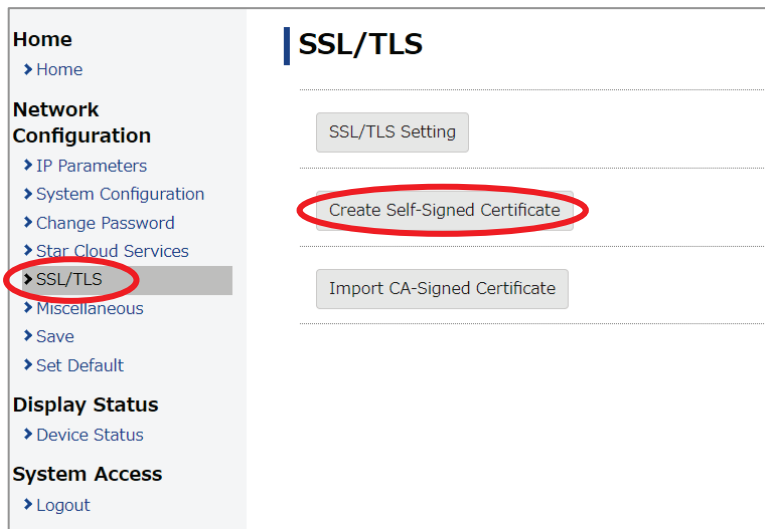 Home
Home
Network
Configuration
IP Parameters
System Configuration
Change Password
Star Cloud Services
SSL/TLS
Miscellaneous
Save
Set Default
Display Status
Device Status
System Access
Logout
SSL/TLS
SSL/TLS Setting
Create Self-Signed Certificate
Import CA-Signed Certificate